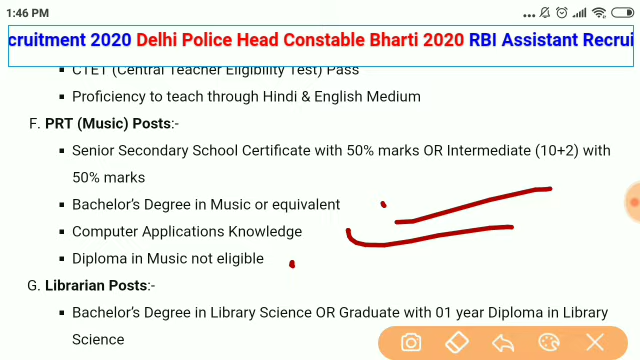 1:46 PM
cruitment 2020 Delhi Police Head Constable Bharti 2020 RBI Assistant Recrui
▪ CTET (Central Teacher Eligibility Test) Pass
▪ Proficiency to teach through Hindi & English Medium
F. PRT (Music) Posts:-
▪ Senior Secondary School Certificate with 50% marks OR Intermediate (10+2) with
50% marks
▪ Bachelor's Degree in Music or equivalent
▪ Computer Applications Knowledge
▪ Diploma in Music not eligible
G. Librarian Posts:-
▪ Bachelor's Degree in Library Science OR Graduate with 01 year Diploma in Library
Science